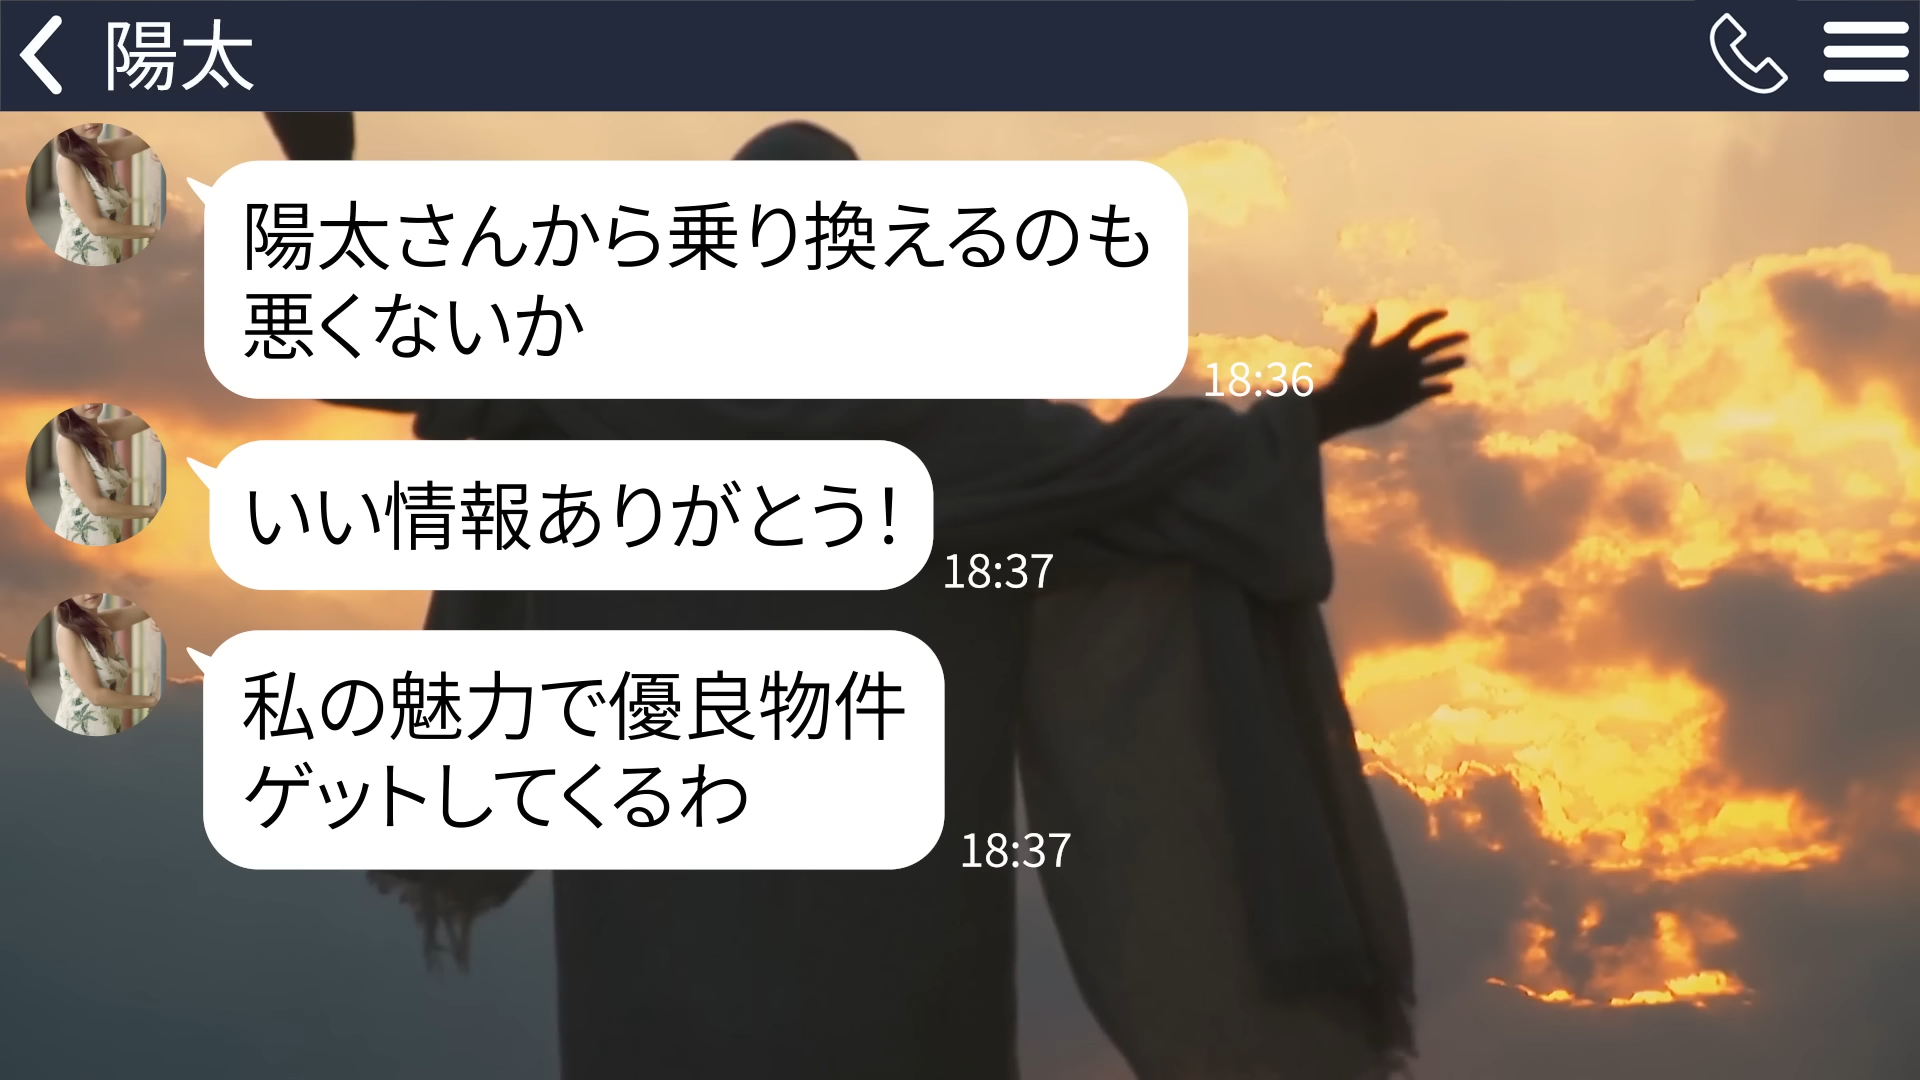 陽太
陽太さんから乗り換えるのも
悪くないか
18:36
いい情報ありがとう!
18:37
私の魅力で優良物件
ゲットしてくるわ
18:37